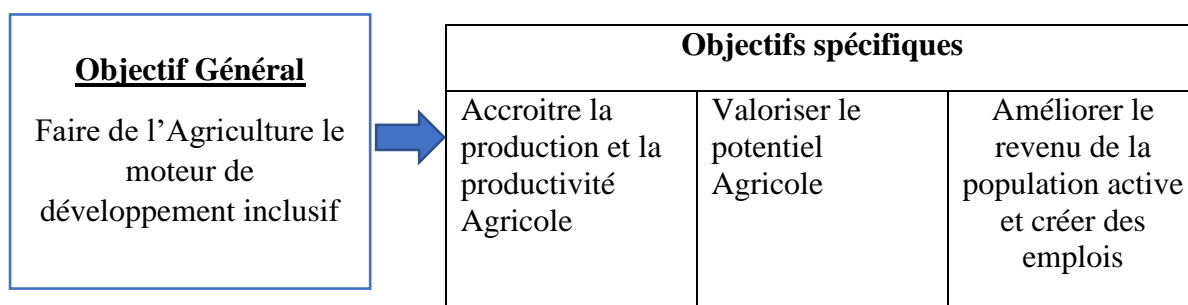 Objectif Général
Faire de l’Agriculture le
moteur de
développement inclusif
Objectifs spécifiques
Accroitre la
production et la
productivité
Agricole
Valoriser le
potentiel
Agricole
Améliorer le
revenu de la
population active
et créer des
emplois